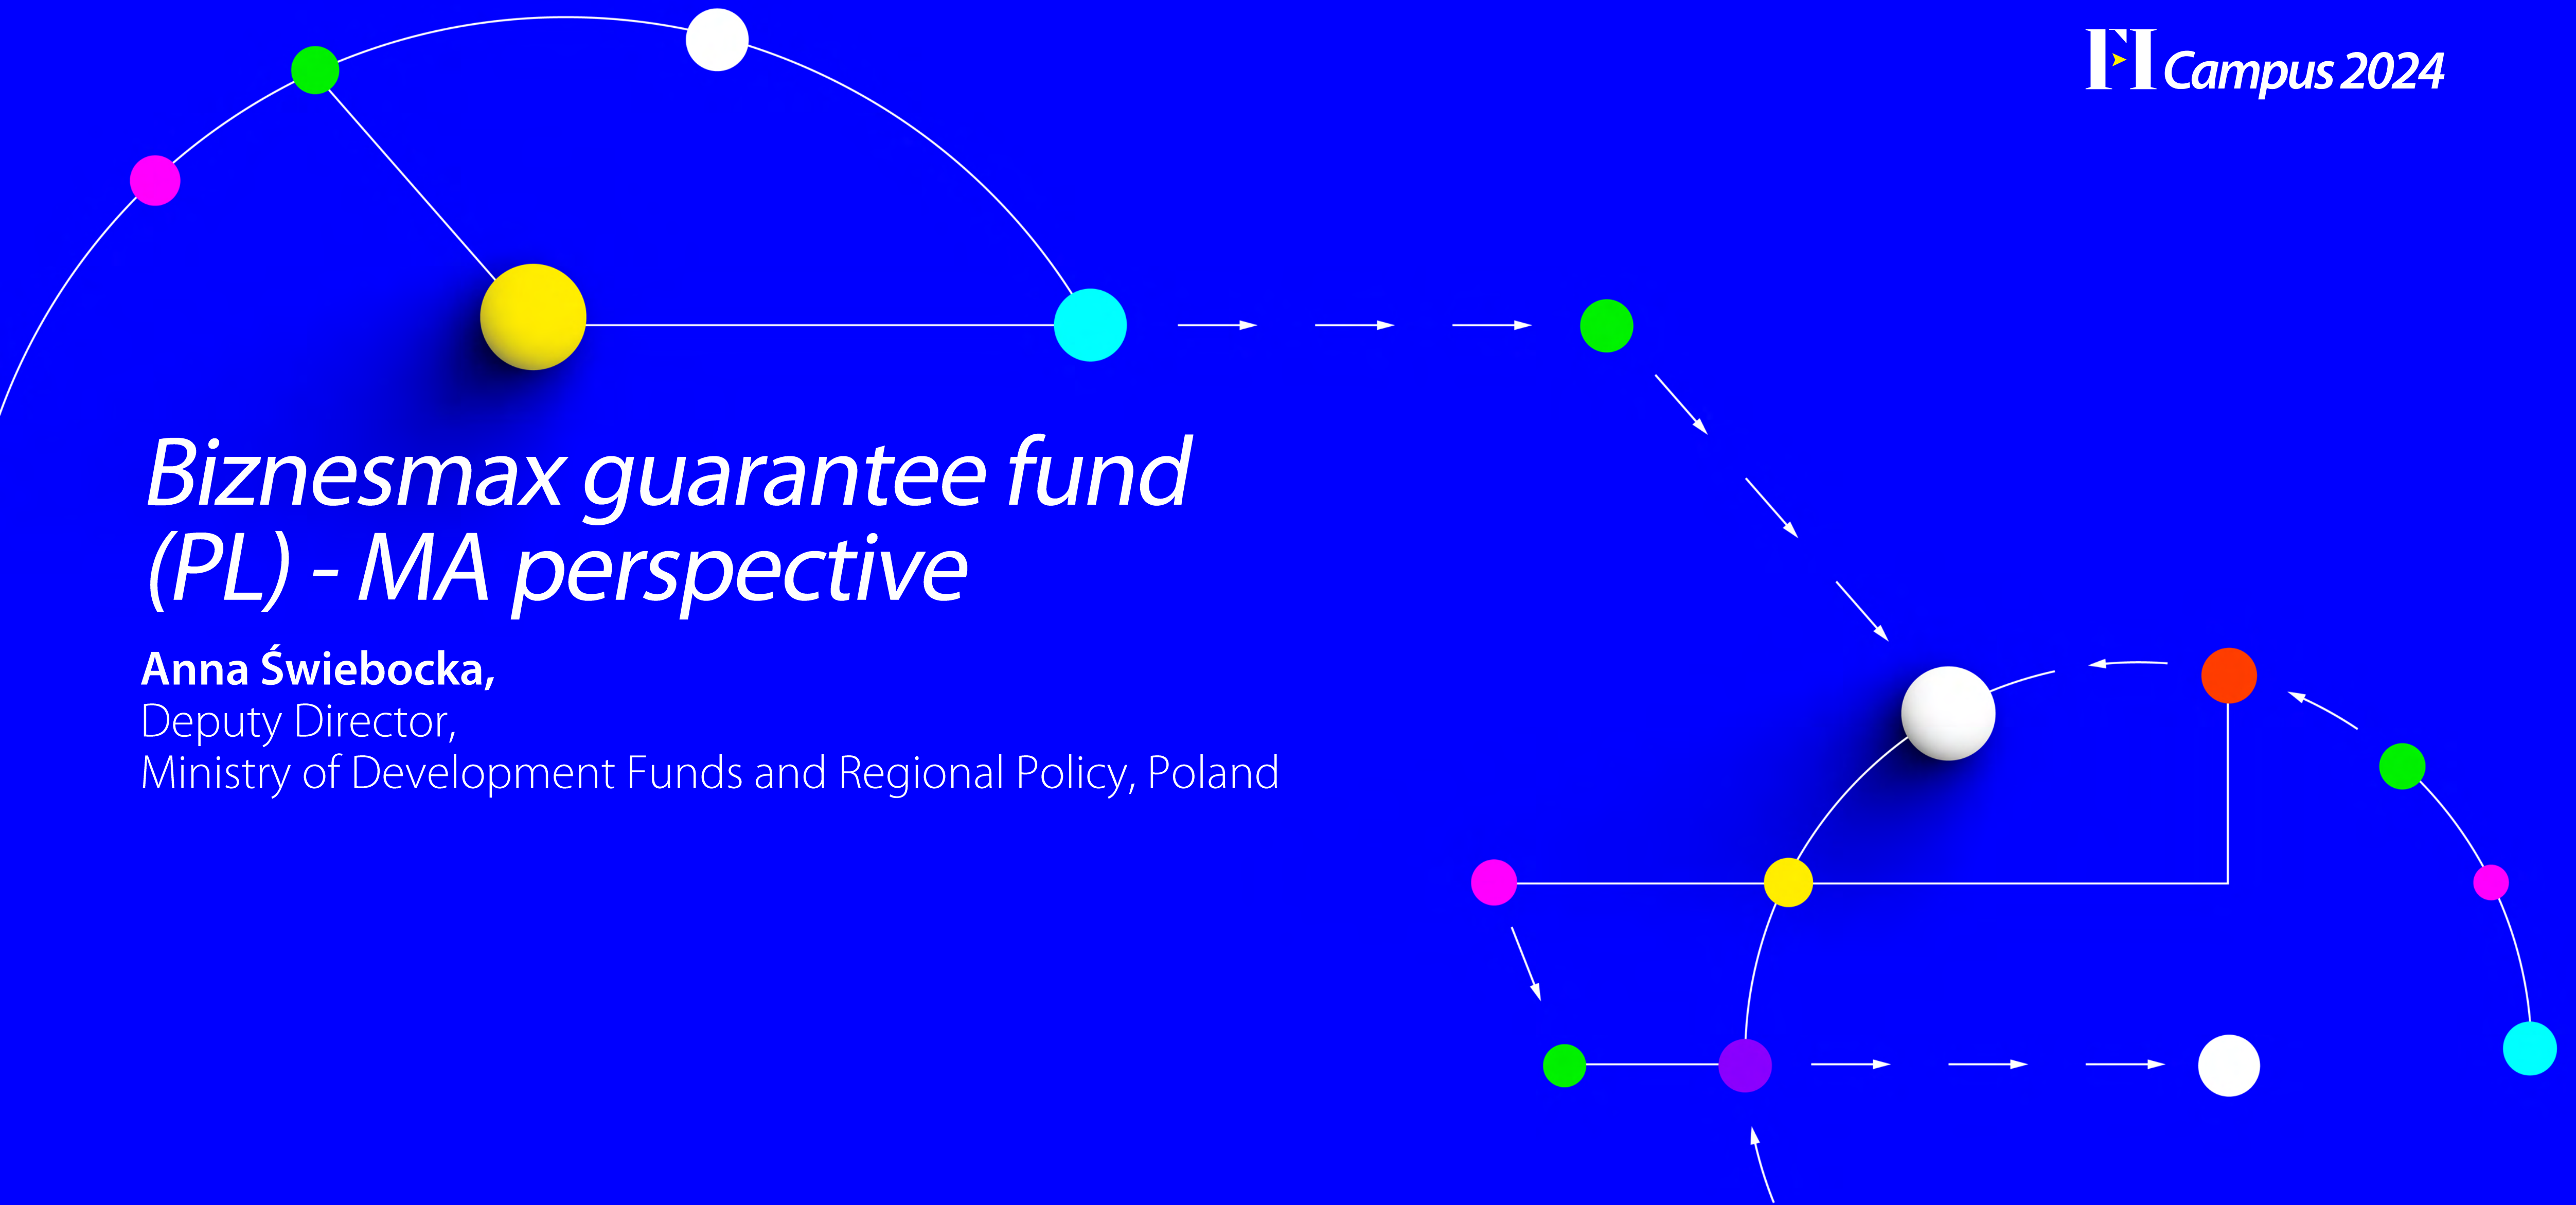 FI Campus 2024
Biznesmax guarantee fund
(PL) - MA perspective
Anna Świebocka,
Deputy Director,
Ministry of Development Funds and Regional Policy, Poland